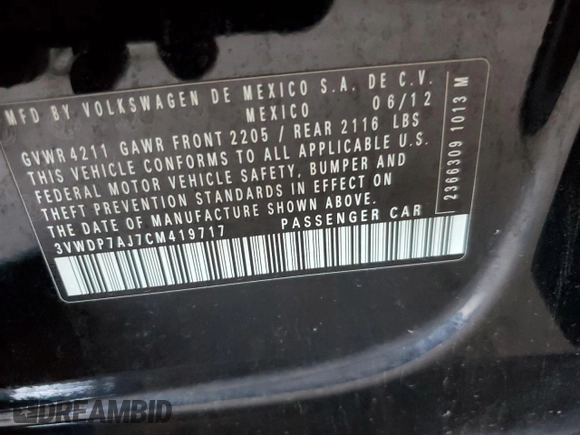 MFD BY VOLKSWAGEN DE MEXICO S.A. DE C.V.
MEXICO 06/12
GVWR 4211 GAWR FRONT 2205 / REAR 2116 LBS
THIS VEHICLE CONFORMS TO ALL APPLICABLE U.S.
FEDERAL MOTOR VEHICLE SAFETY, BUMPER AND
THEFT PREVENTION STANDARDS IN EFFECT ON
THE DATE OF MANUFACTURE SHOWN ABOVE.
3VWDP7AJ7CM419717 PASSENGER CAR
2366309 1013 M
DREAMBID